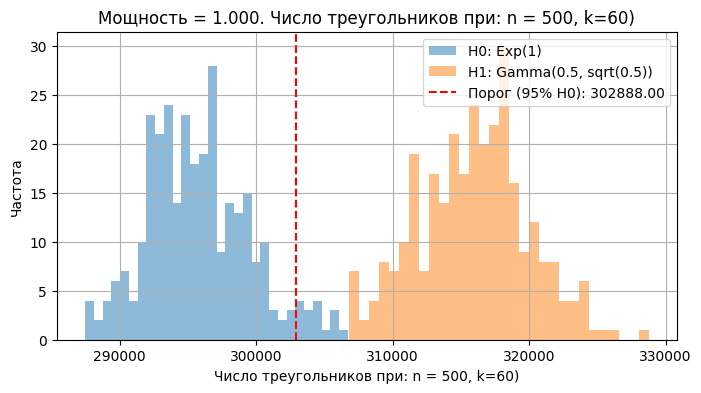 Мощность = 1.000. Число треугольников при: n = 500, k=60)
30
25
20
15
10
5
0
Частота
H0: Exp(1)
H1: Gamma(0.5, sqrt(0.5))
Порог (95% H0): 302888.00
290000 300000 310000 320000 330000
Число треугольников при: n = 500, k=60)